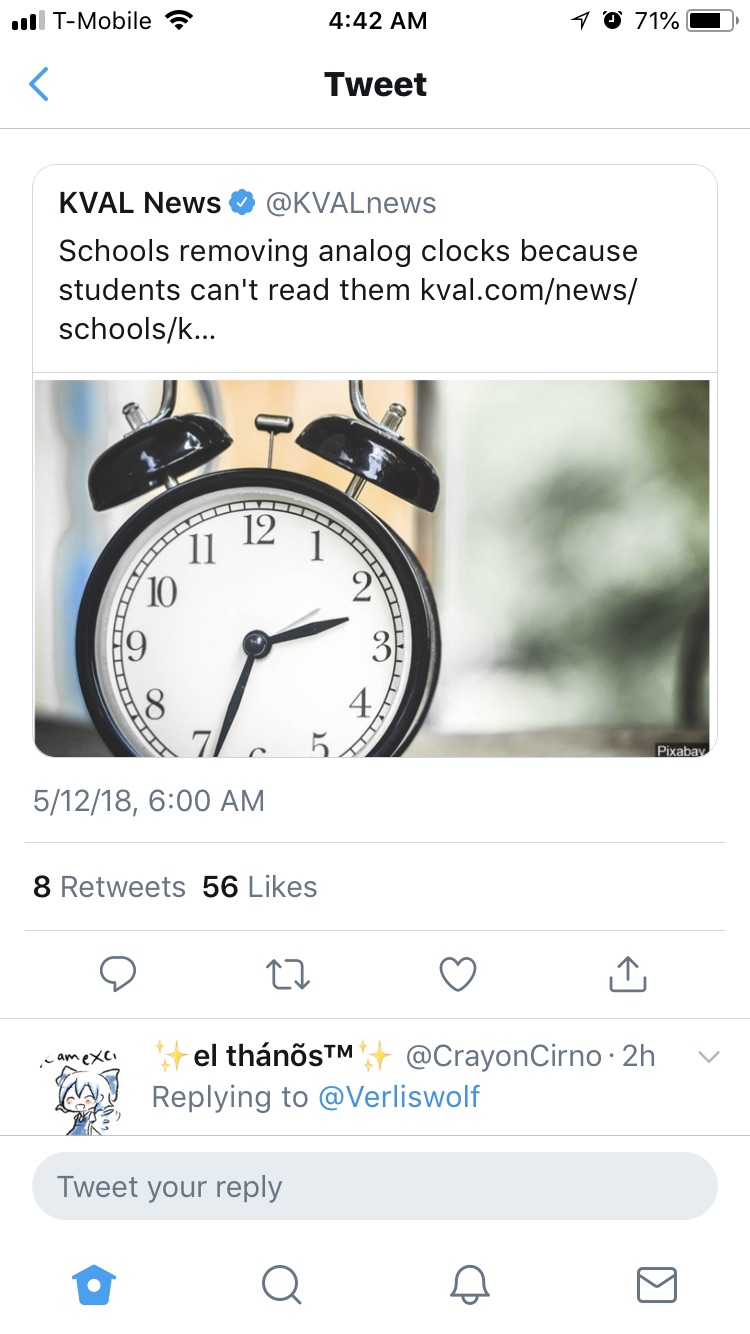 T-Mobile 4:42 AM 71%
Tweet
KVAL News @KVALnews
Schools removing analog clocks because
students can't read them kval.com/news/
schools/k...
12
11 1
10 2
9 3
8 4
7 5
Pixabay
5/12/18, 6:00 AM
8 Retweets 56 Likes
✨el thánõs™✨ @CrayonCirno · 2h
Replying to @Verliswolf
Tweet your reply